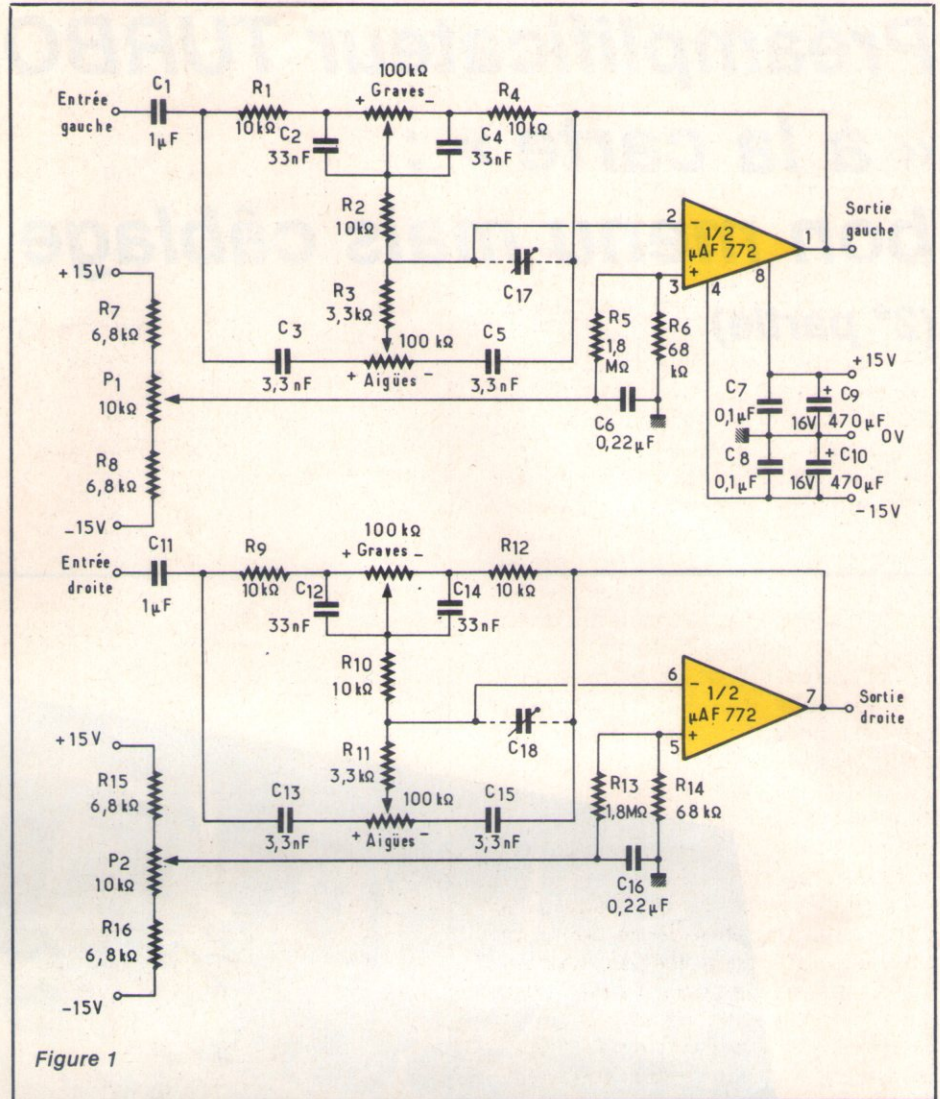 Entrée
gauche
C1
1µF
R1
10kΩ
C2
33nF
100kΩ
+ Graves -
C4
33nF
R4
10kΩ
R2
10kΩ
R3
3,3kΩ
C17
C3
3,3nF
100 kΩ
+ Aigües -
C5
3,3nF
+15V
R7
6,8kΩ
P1
10kΩ
R8
6,8kΩ
-15V
2
-
3
+
1/2
µAF 772
1
8
4
Sortie
gauche
R5
1,8
MΩ
R6
68
kΩ
C6
0,22µF
+15V
C7
0,1µF
+ C9
16V 470µF
0V
C8
0,1µF
+ C10
16V 470µF
-15V
Entrée
droite
C11
1µF
R9
10kΩ
C12
33nF
100kΩ
+ Graves -
C14
33nF
R12
10kΩ
R10
10kΩ
R11
3,3kΩ
C18
C13
3,3nF
100kΩ
+ Aigües -
C15
3,3nF
+15V
R15
6,8kΩ
P2
10kΩ
R16
6,8kΩ
-15V
6
-
5
+
1/2
µAF 772
7
Sortie
droite
R13
1,8MΩ
R14
68kΩ
C16
0,22µF
Figure 1